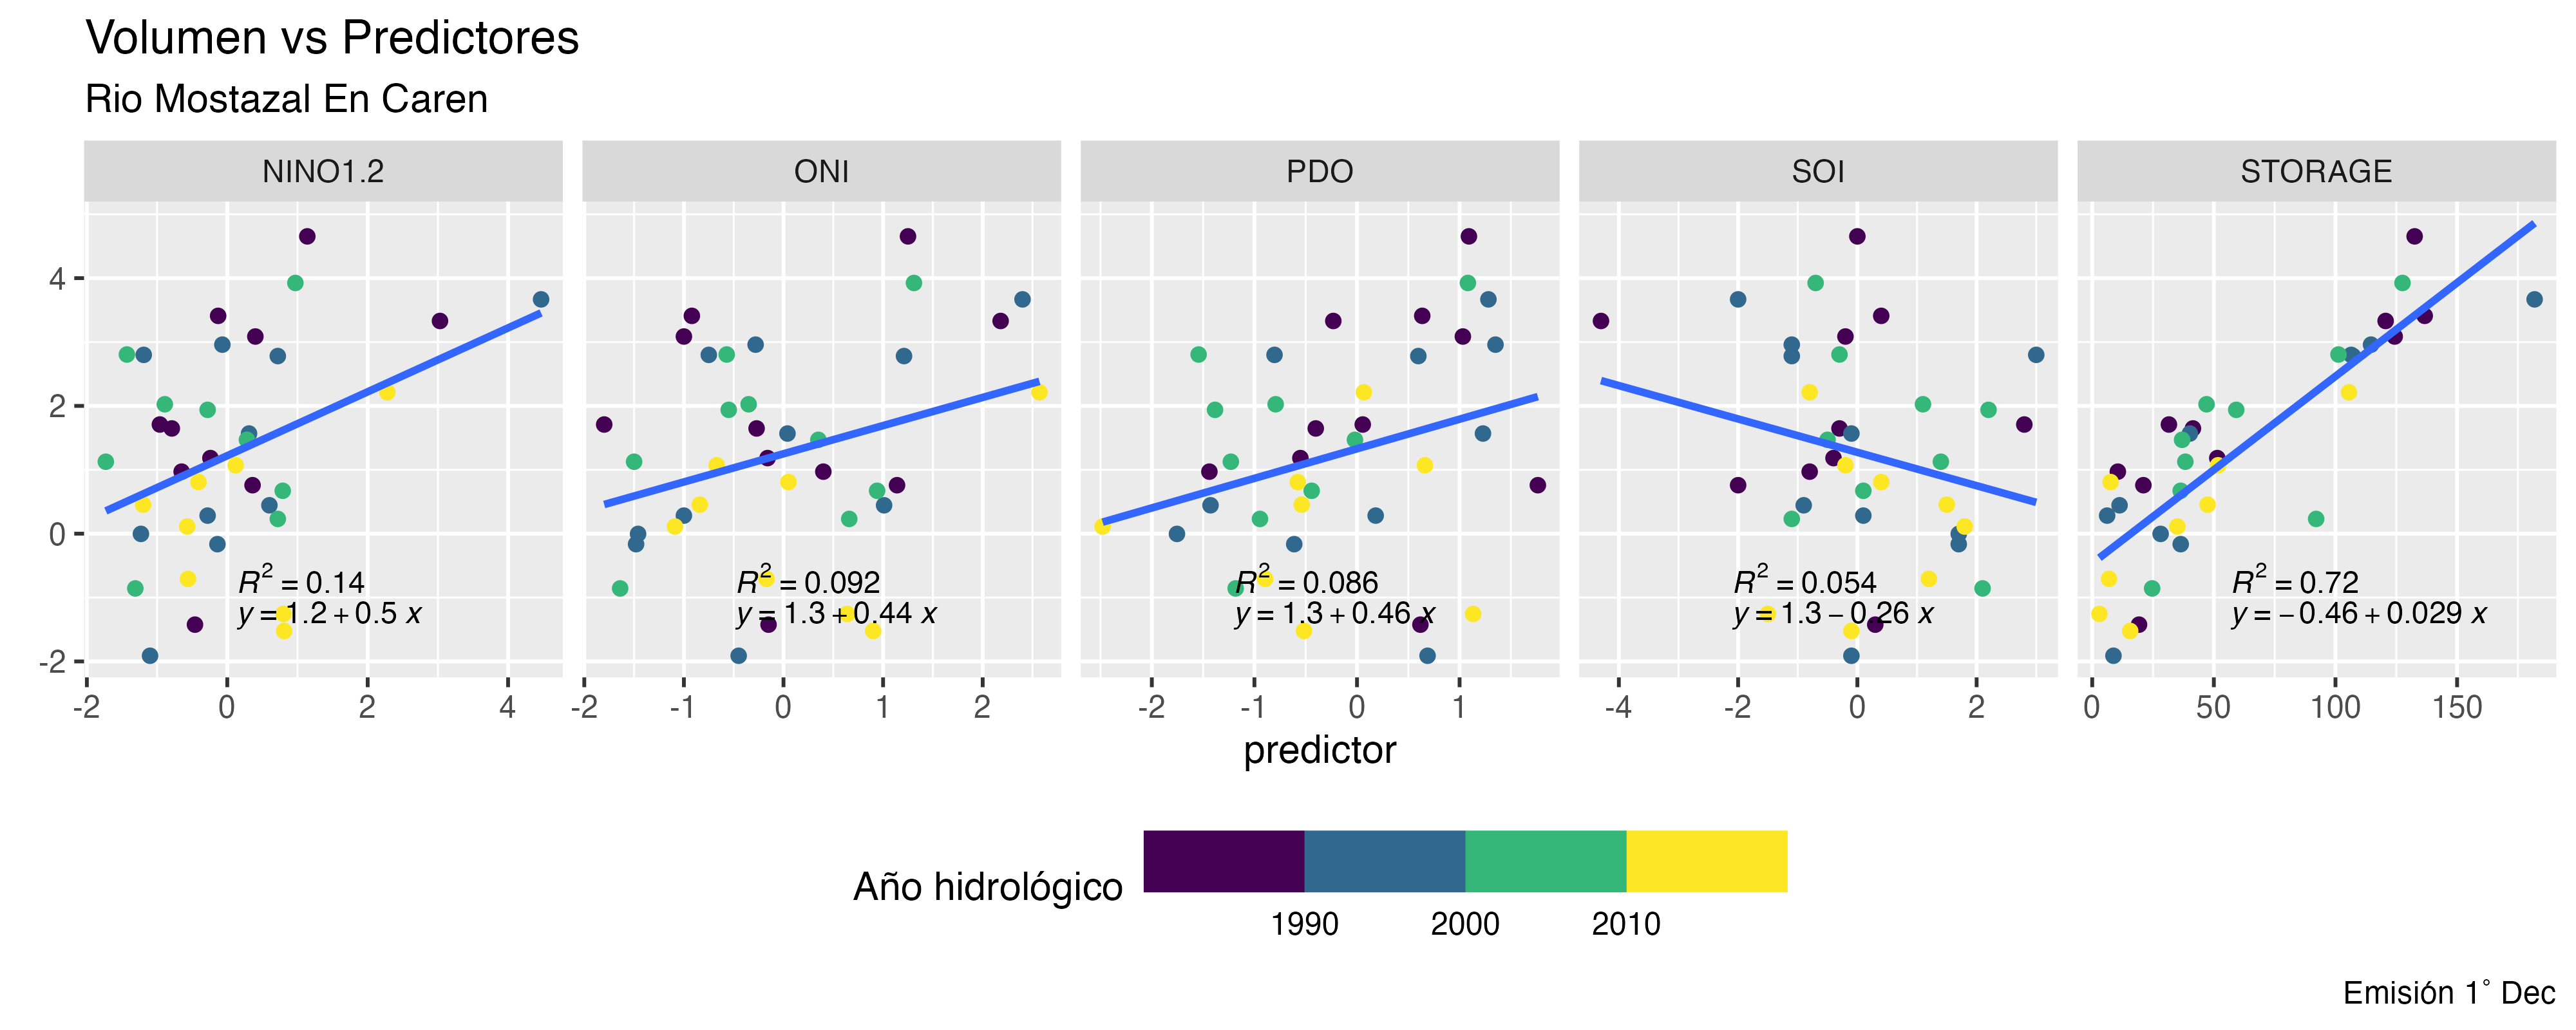 Volumen vs Predictores
Rio Mostazal En Caren
NINO1.2 ONI PDO SOI STORAGE
4
2
0
-2
R² = 0.14 R² = 0.092 R² = 0.086 R² = 0.054 R² = 0.72
y = 1.2 + 0.5 x y = 1.3 + 0.44 x y = 1.3 + 0.46 x y = 1.3 − 0.26 x y = − 0.46 + 0.029 x
-2 0 2 4 -2 -1 0 1 2 -2 -1 0 1 -4 -2 0 2 0 50 100 150
predictor
Año hidrológico
1990 2000 2010
Emisión 1° Dec